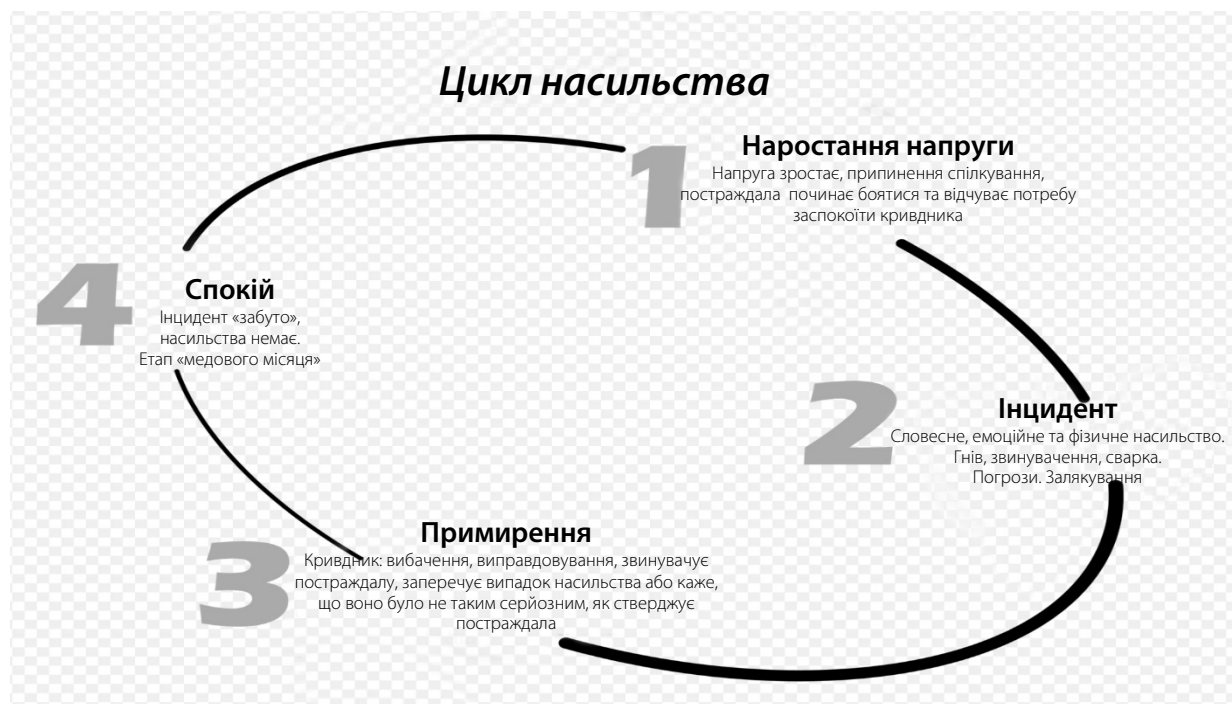 Цикл насильства
1
Наростання напруги
Напруга зростає, припинення спілкування,
постраждала починає боятися та відчуває потребу
заспокоїти кривдника
2
Інцидент
Словесне, емоційне та фізичне насильство.
Гнів, звинувачення, сварка.
Погрози. Залякування
3
Примирення
Кривдник: вибачення, виправдовування, звинувачує
постраждалу, заперечує випадок насильства або каже,
що воно було не таким серйозним, як стверджує
постраждала
4
Спокій
Інцидент «забуто»,
насильства немає.
Етап «медового місяця»